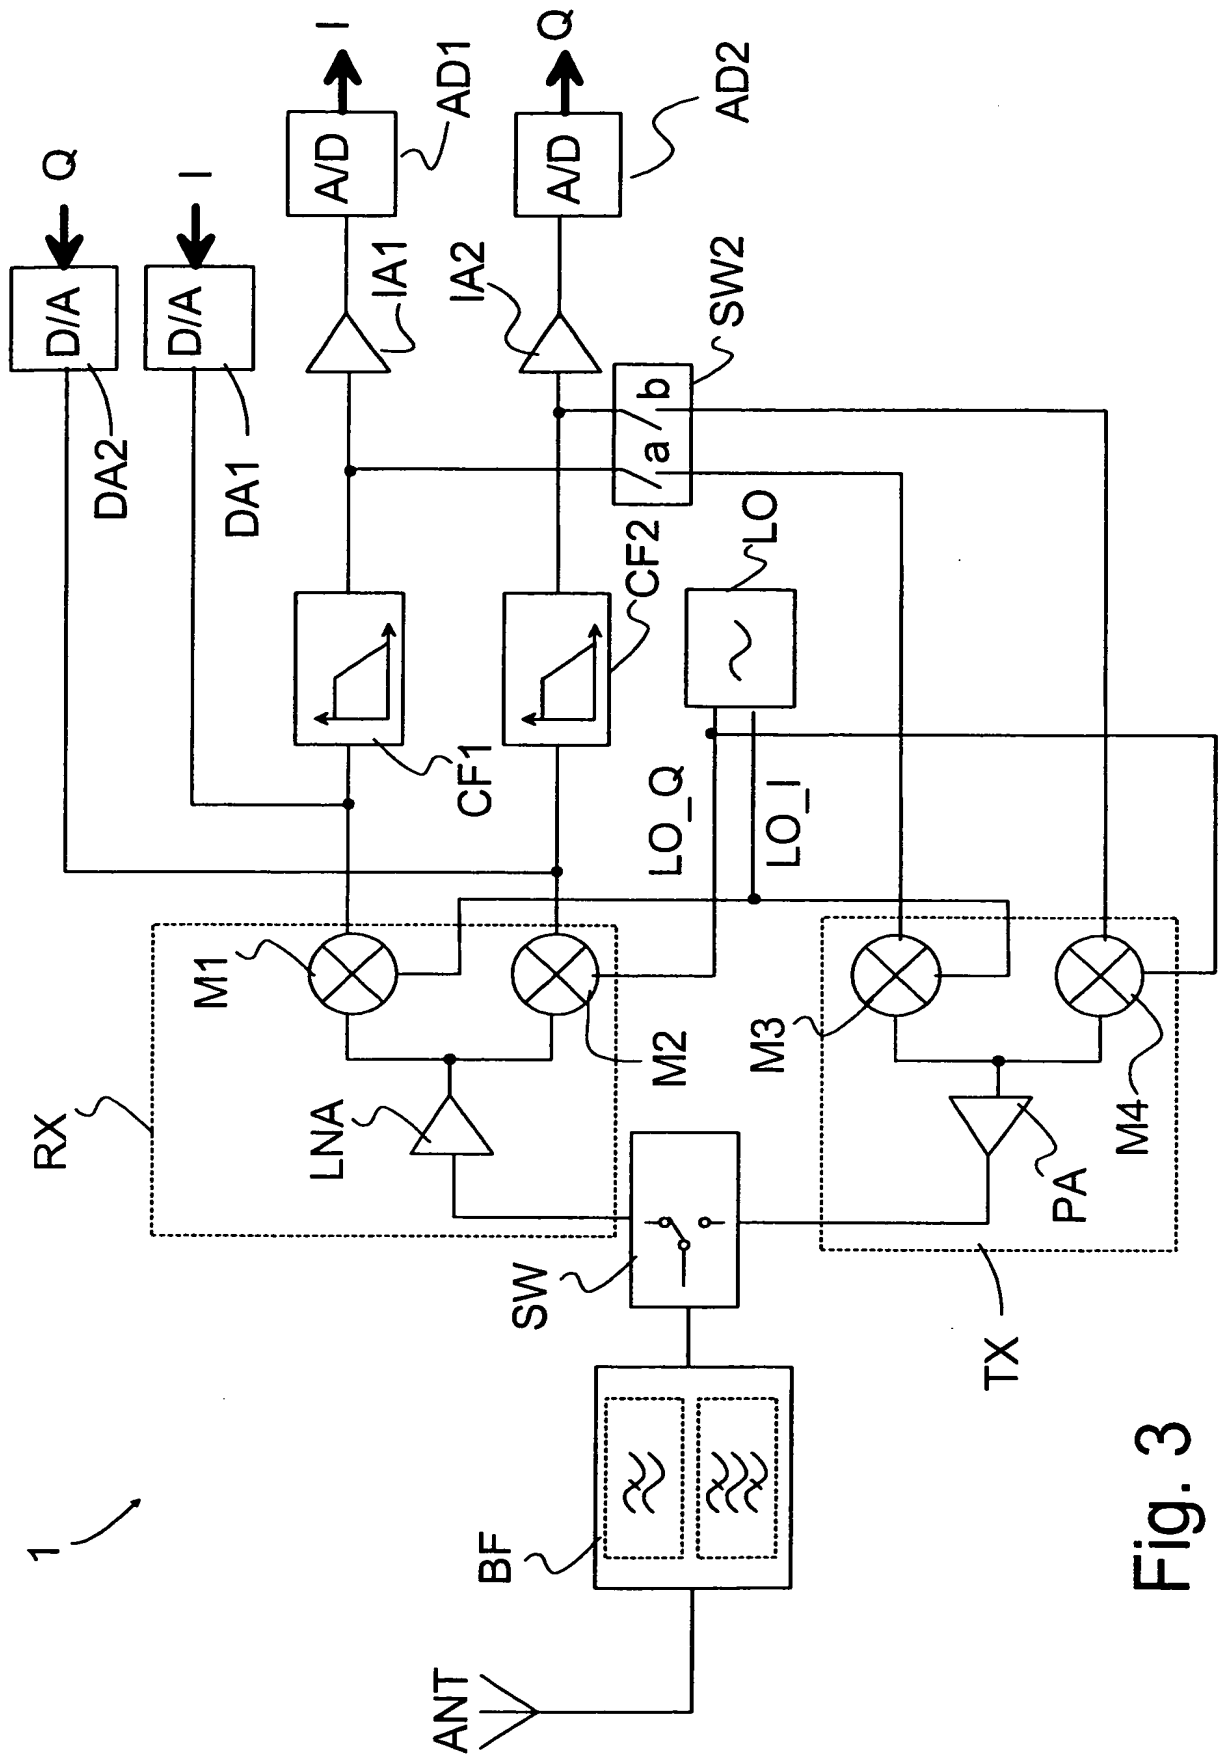 1
ANT
BF
SW
RX
LNA
M1
M2
TX
PA
M3
M4
LO_Q
LO_I
LO
CF1
CF2
DA2
D/A
Q
DA1
D/A
I
a
b
SW2
IA1
IA2
A/D
AD1
I
A/D
AD2
Q
Fig. 3